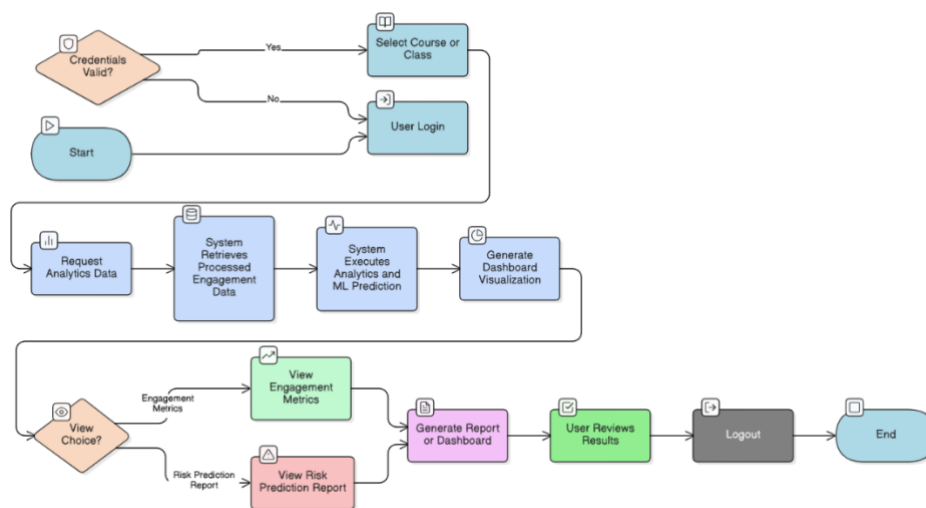 Credentials
Valid?
Yes
No
Select Course or
Class
User Login
Start
Request
Analytics Data
System
Retrieves
Processed
Engagement
Data
System
Executes
Analytics and
ML Prediction
Generate
Dashboard
Visualization
View
Choice?
Engagement
Metrics
Risk Prediction
Report
View
Engagement
Metrics
View Risk
Prediction Report
Generate Report
or Dashboard
User Reviews
Results
Logout
End